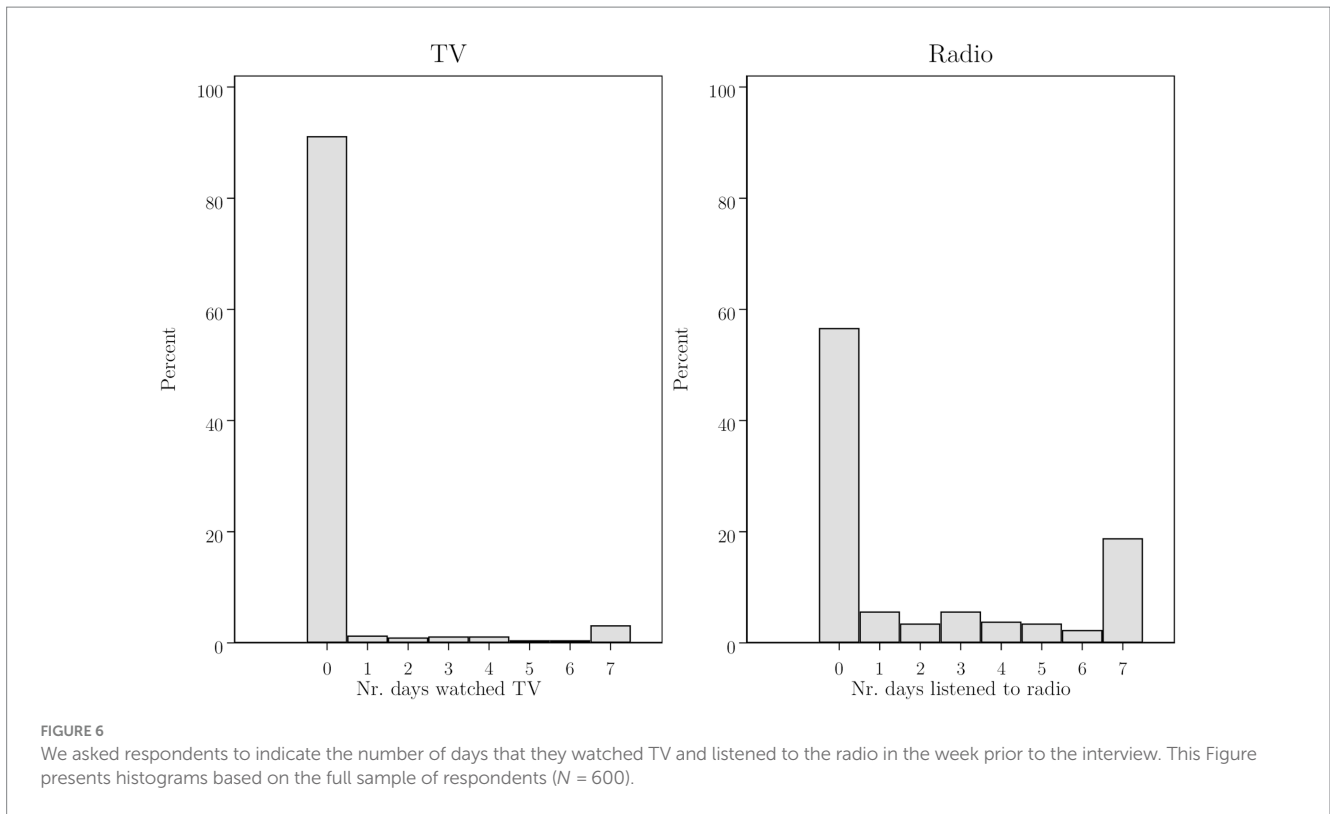 TV
100
80
60
40
20
0
Percent
0 1 2 3 4 5 6 7
Nr. days watched TV
Radio
100
80
60
40
20
0
Percent
0 1 2 3 4 5 6 7
Nr. days listened to radio
FIGURE 6
We asked respondents to indicate the number of days that they watched TV and listened to the radio in the week prior to the interview. This Figure
presents histograms based on the full sample of respondents (N = 600).